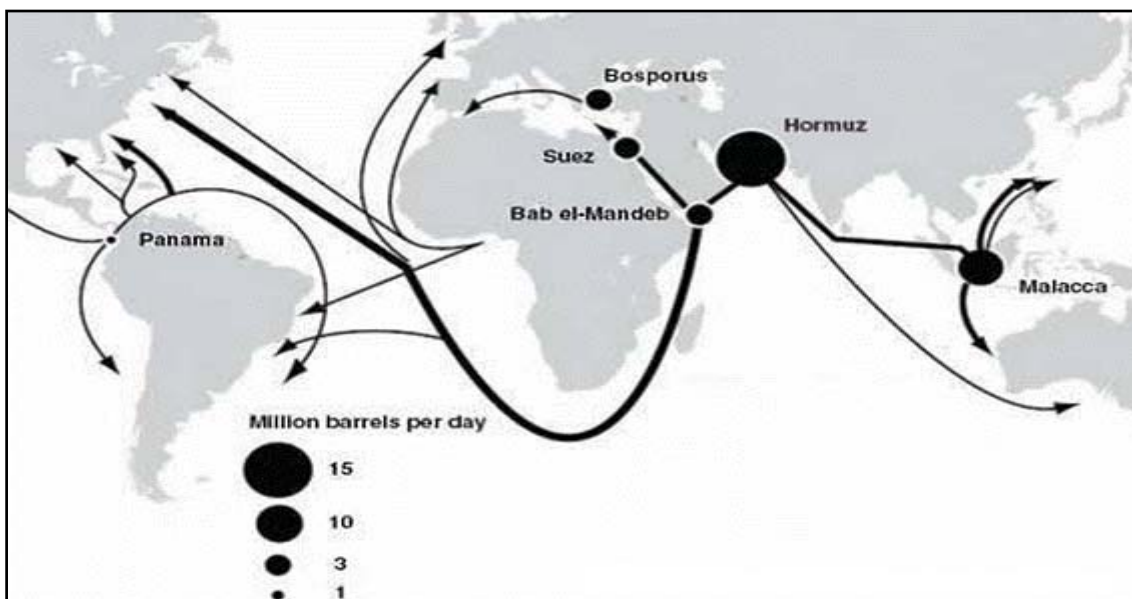 Bosporus
Hormuz
Suez
Bab el-Mandeb
Panama
Malacca
Million barrels per day
15
10
3
1